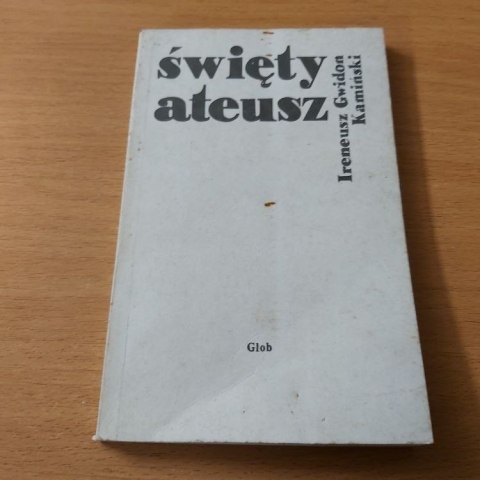 święty
ateusz
Ireneusz Gwidon
Kamiński
Glob